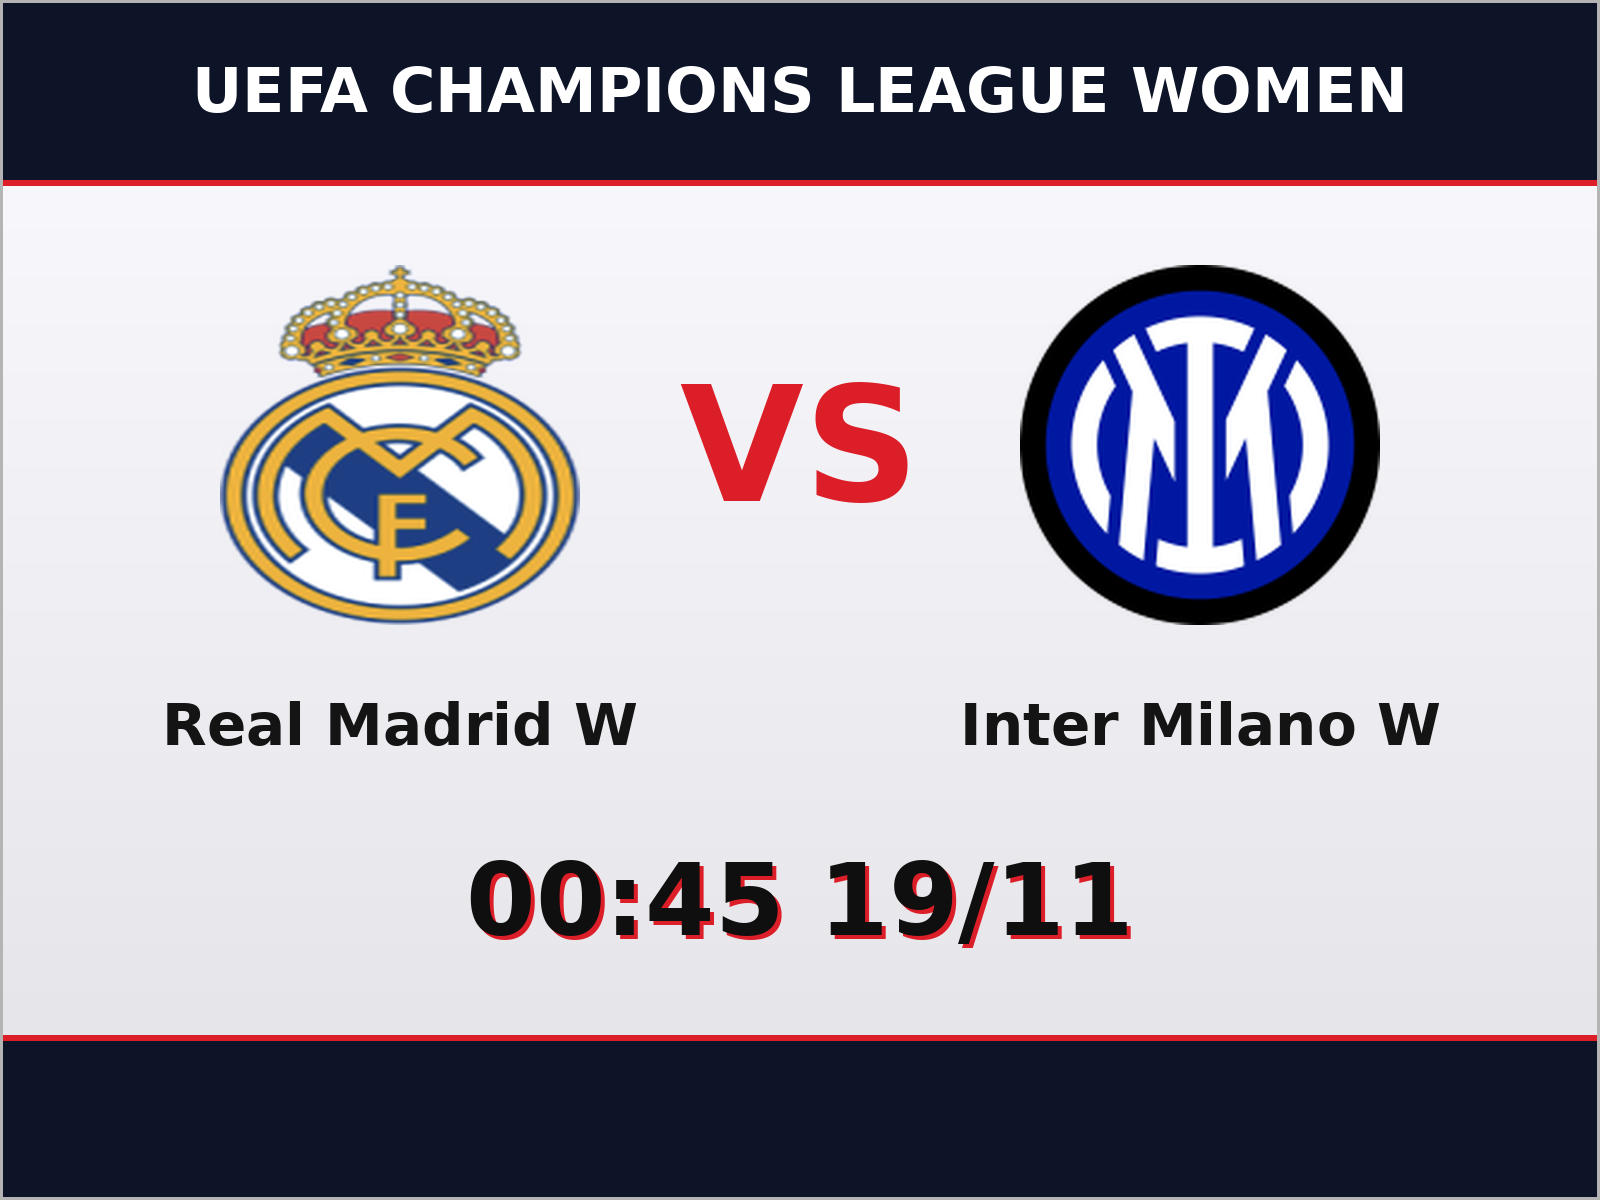 UEFA CHAMPIONS LEAGUE WOMEN
VS
Real Madrid W
Inter Milano W
00:45 19/11